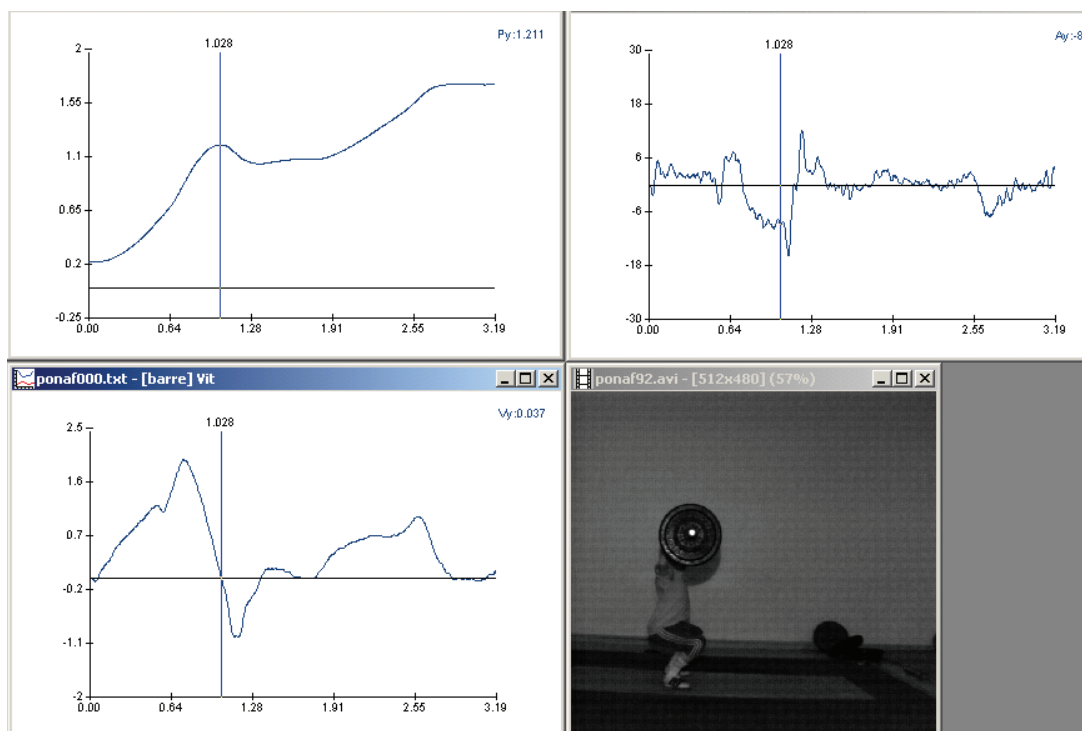 Py:1.211
1.028
2
1.55
1.1
0.65
0.2
-0.25
0.00 0.64 1.28 1.91 2.55 3.19
Ay:-8
1.028
30
18
6
-6
-18
-30
0.00 0.64 1.28 1.91 2.55 3.19
ponaf000.txt - [barre] Vit
Vy:0.037
1.028
2.5
1.6
0.7
-0.2
-1.1
-2
0.00 0.64 1.28 1.91 2.55 3.19
ponaf92.avi - [512x480] (57%)